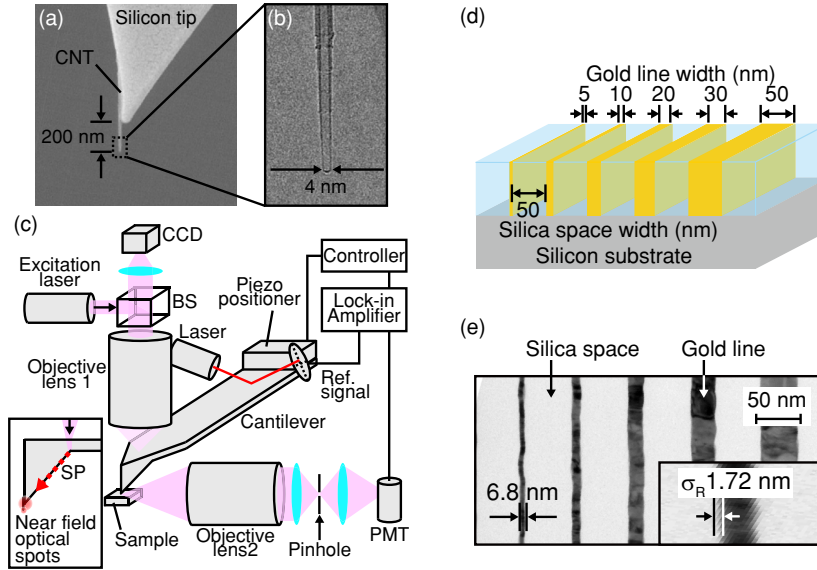 (a)
Silicon tip
CNT
200 nm
(b)
4 nm
(c)
CCD
Excitation
laser
BS
Objective
lens 1
Laser
Piezo
positioner
Controller
Lock-in
Amplifier
Ref.
signal
Cantilever
SP
Near field
optical
spots
Sample
Objective
lens2
Pinhole
PMT
(d)
Gold line width (nm)
5 10 20 30 50
50
Silica space width (nm)
Silicon substrate
(e)
Silica space Gold line
50 nm
6.8 nm
σR 1.72 nm